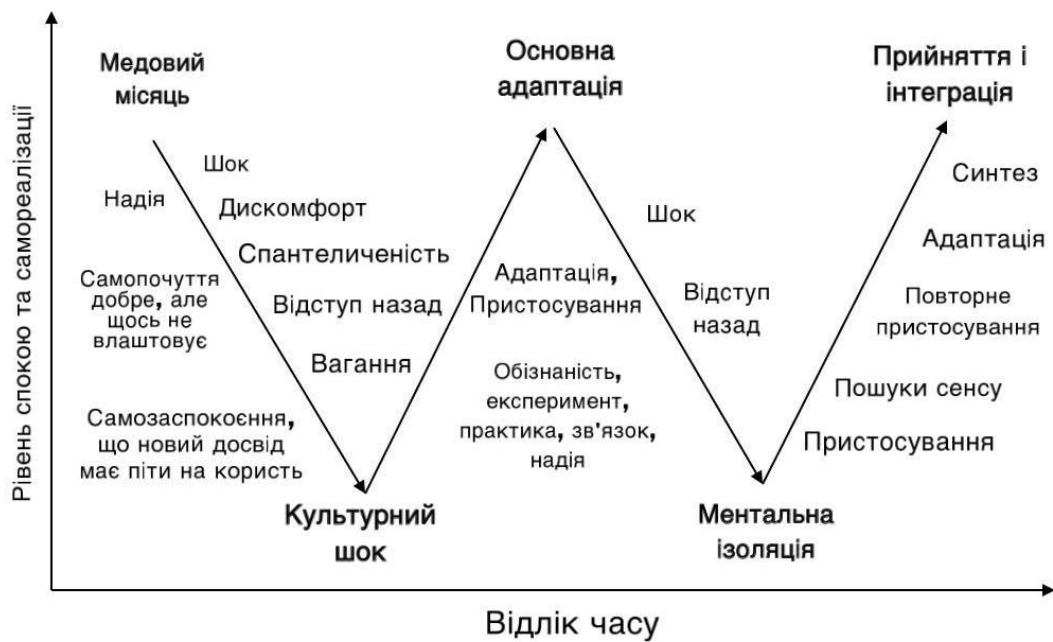 Рівень спокою та самореалізації
Медовий
місяць
Надія
Самопочуття
добре, але
щось не
влаштовує
Самозаспокоєння,
що новий досвід
має піти на користь
Шок
Дискомфорт
Спантеличеність
Відступ назад
Вагання
Культурний
шок
Основна
адаптація
Адаптація,
Пристосування
Обізнаність,
експеримент,
практика, зв'язок,
надія
Шок
Відступ
назад
Ментальна
ізоляція
Прийняття і
інтеграція
Синтез
Адаптація
Повторне
пристосування
Пошуки сенсу
Пристосування
Відлік часу